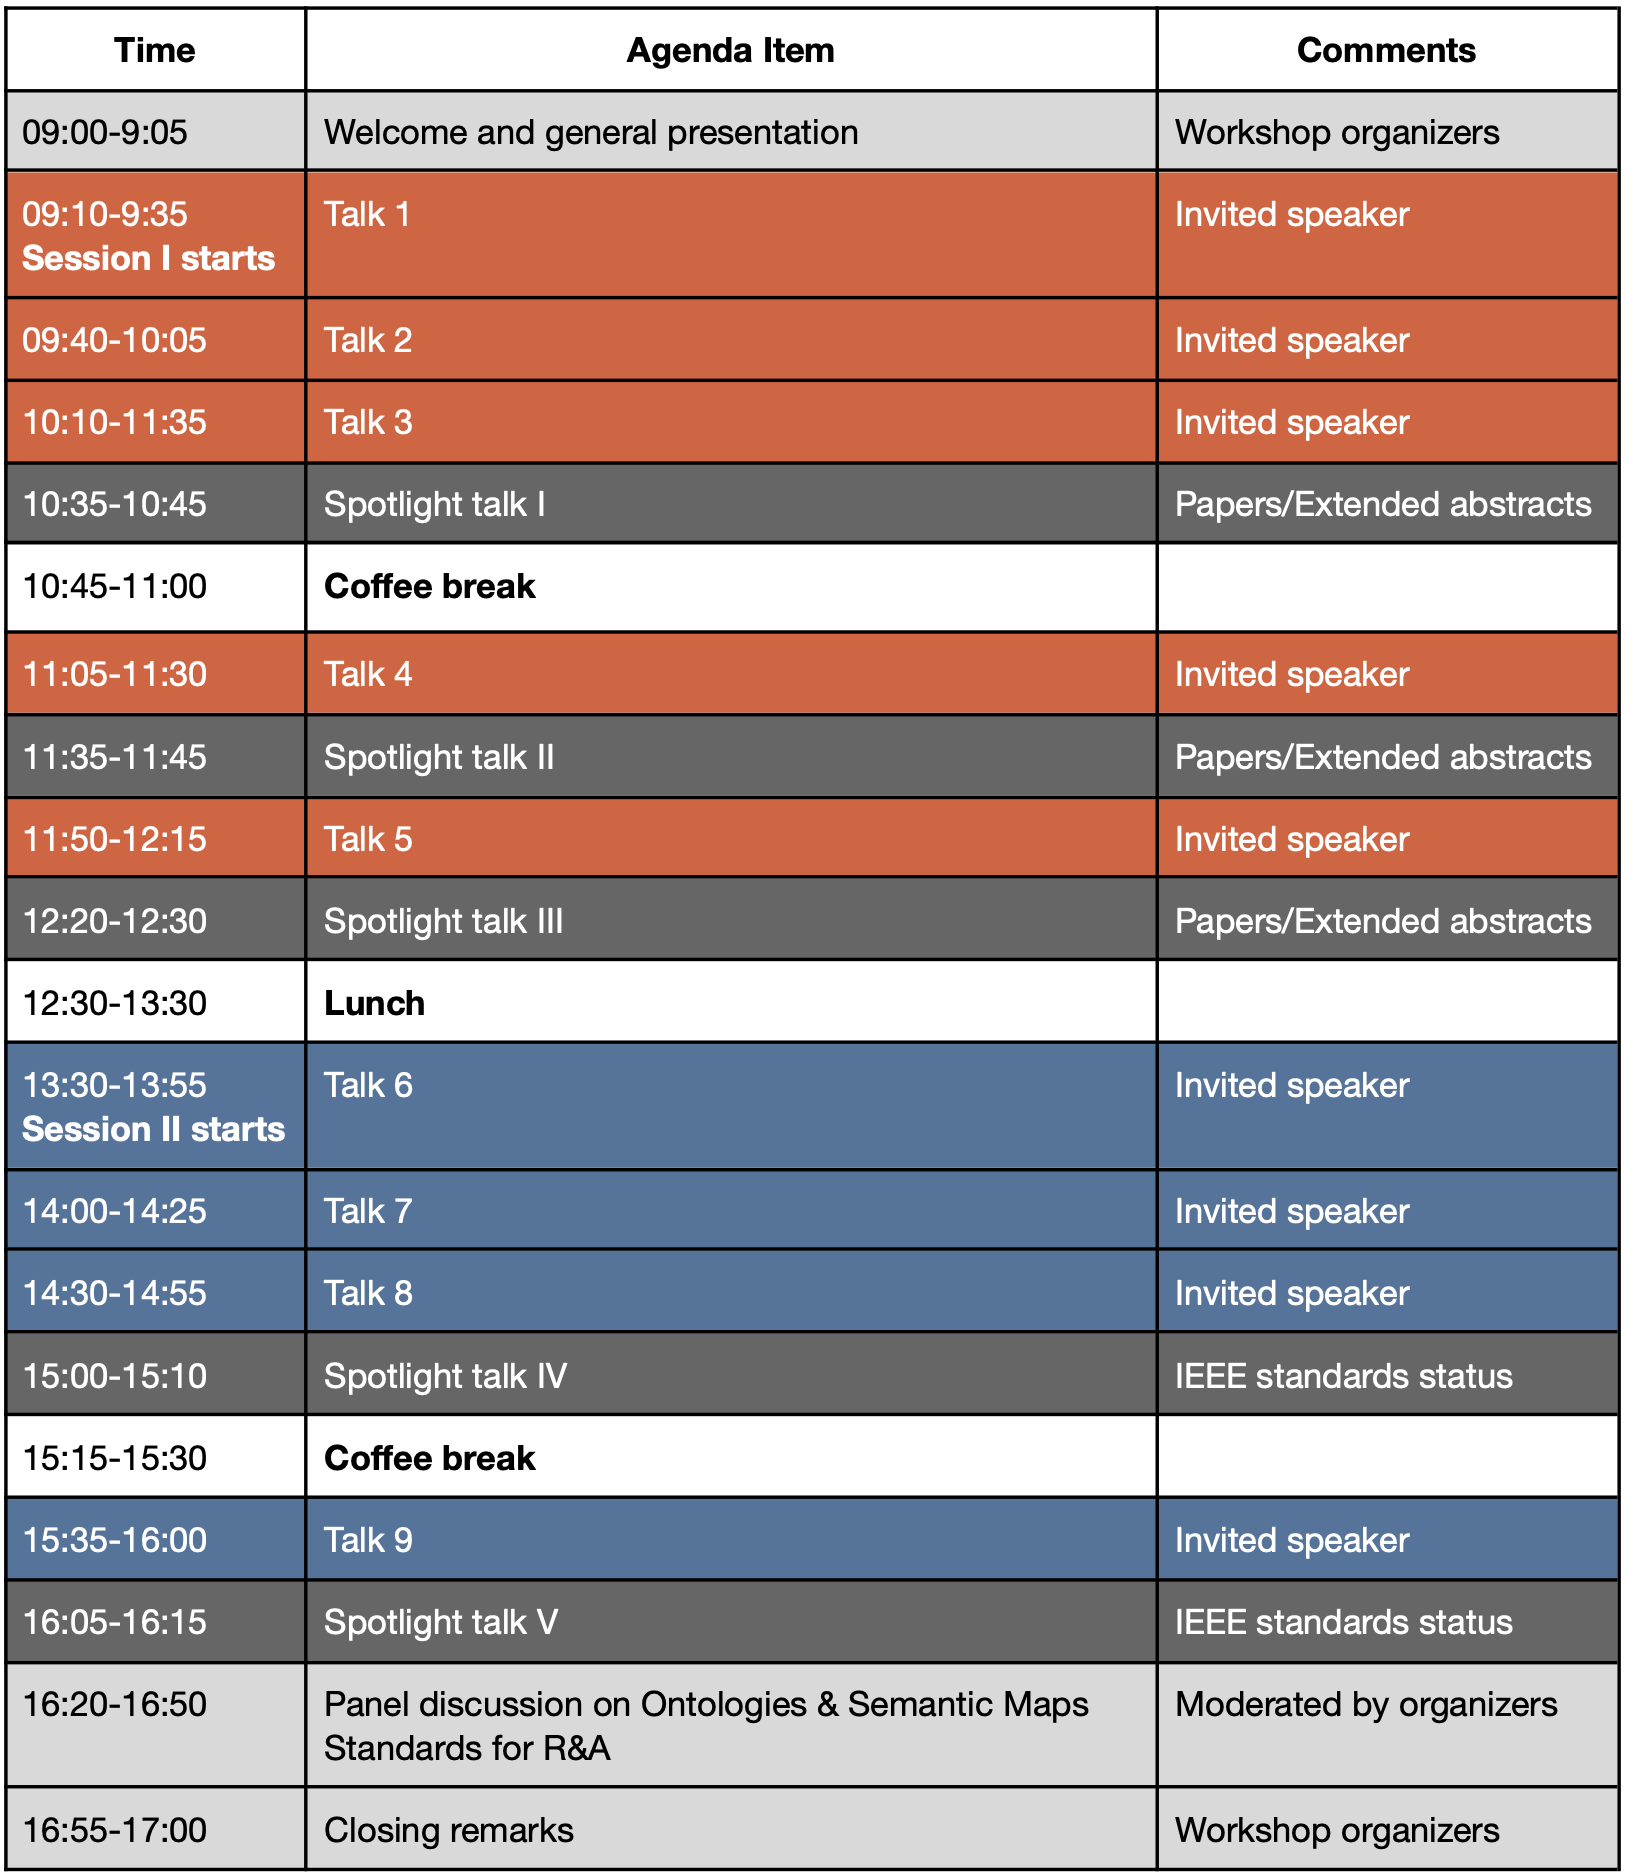 Time Agenda Item Comments
09:00-9:05 Welcome and general presentation Workshop organizers
09:10-9:35 Talk 1 Invited speaker
Session I starts
09:40-10:05 Talk 2 Invited speaker
10:10-11:35 Talk 3 Invited speaker
10:35-10:45 Spotlight talk I Papers/Extended abstracts
10:45-11:00 Coffee break
11:05-11:30 Talk 4 Invited speaker
11:35-11:45 Spotlight talk II Papers/Extended abstracts
11:50-12:15 Talk 5 Invited speaker
12:20-12:30 Spotlight talk III Papers/Extended abstracts
12:30-13:30 Lunch
13:30-13:55 Talk 6 Invited speaker
Session II starts
14:00-14:25 Talk 7 Invited speaker
14:30-14:55 Talk 8 Invited speaker
15:00-15:10 Spotlight talk IV IEEE standards status
15:15-15:30 Coffee break
15:35-16:00 Talk 9 Invited speaker
16:05-16:15 Spotlight talk V IEEE standards status
16:20-16:50 Panel discussion on Ontologies & Semantic Maps Moderated by organizers
Standards for R&A
16:55-17:00 Closing remarks Workshop organizers